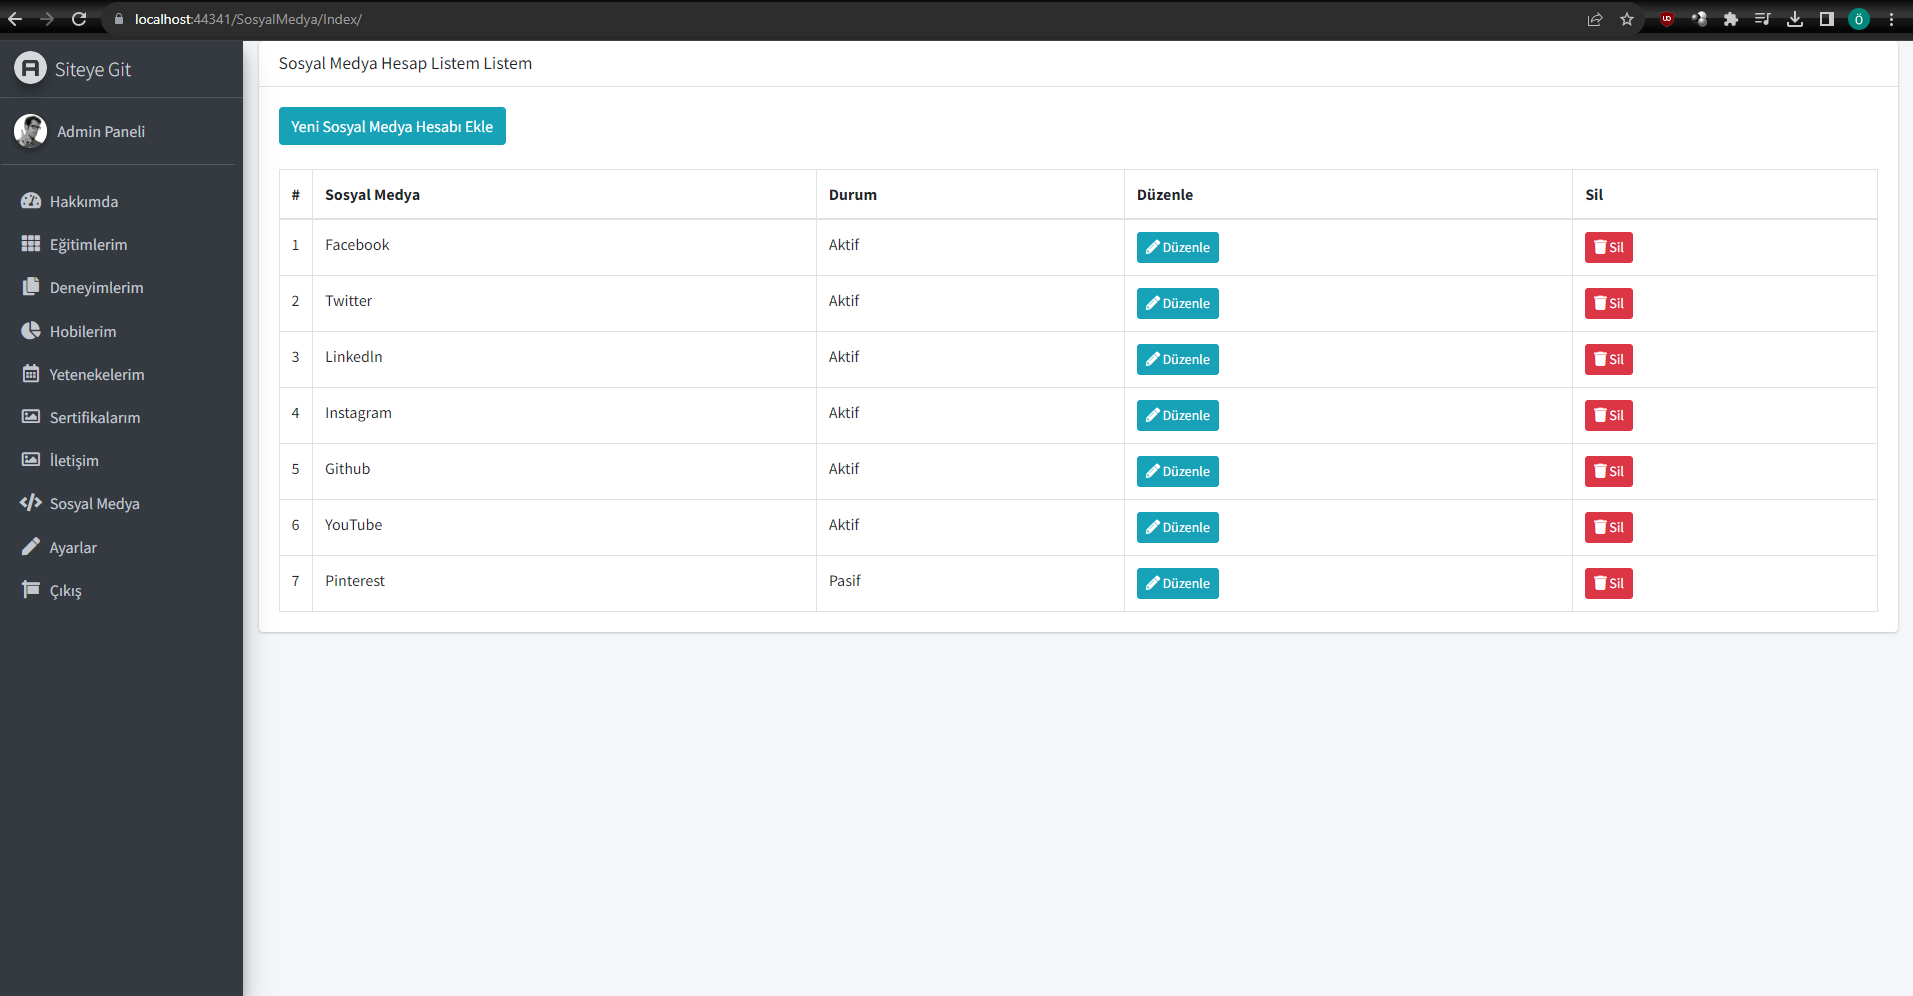 localhost:44341/SosyalMedya/Index/
Ö
Siteye Git
Admin Paneli
Hakkımda
Eğitimlerim
Deneyimlerim
Hobilerim
Yetenekelerim
Sertifikalarım
İletişim
Sosyal Medya
Ayarlar
Çıkış
Sosyal Medya Hesap Listem Listem
Yeni Sosyal Medya Hesabı Ekle
# Sosyal Medya Durum Düzenle Sil
1 Facebook Aktif Düzenle Sil
2 Twitter Aktif Düzenle Sil
3 LinkedIn Aktif Düzenle Sil
4 Instagram Aktif Düzenle Sil
5 Github Aktif Düzenle Sil
6 YouTube Aktif Düzenle Sil
7 Pinterest Pasif Düzenle Sil